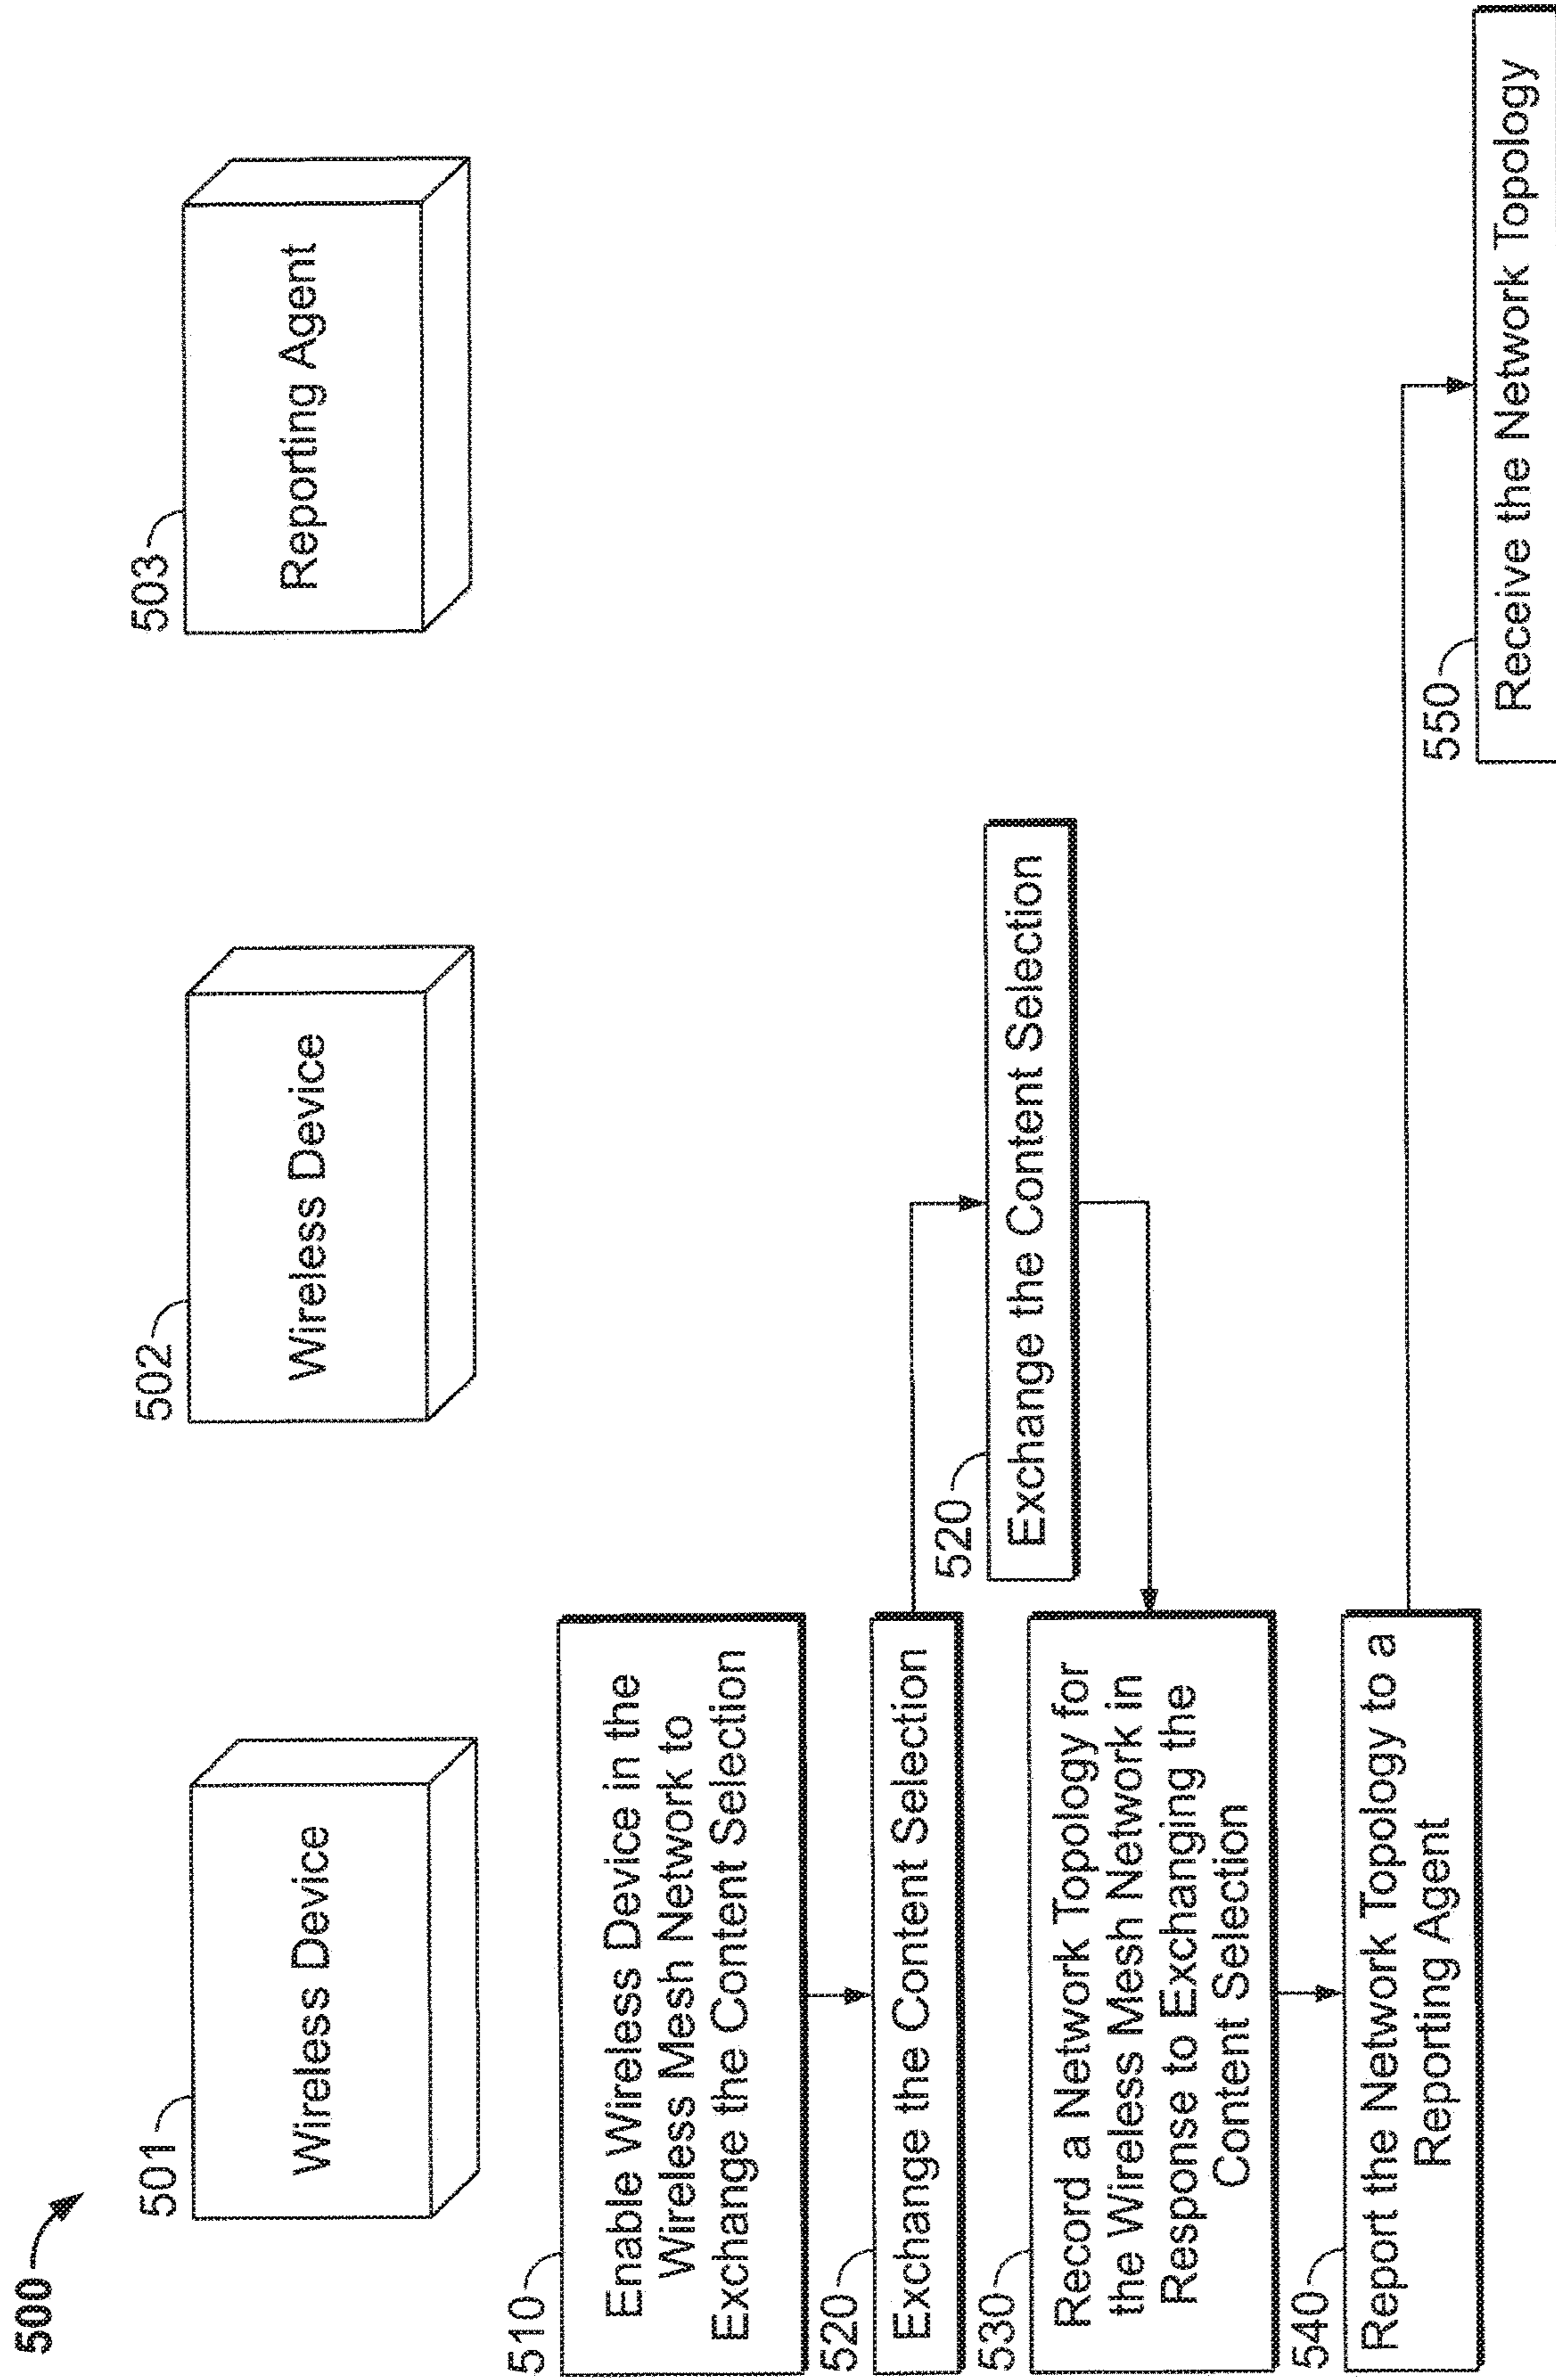 500
501
Wireless Device
502
Wireless Device
503
Reporting Agent
510
Enable Wireless Device in the
Wireless Mesh Network to
Exchange the Content Selection
520
Exchange the Content Selection
520
Exchange the Content Selection
530
Record a Network Topology for
the Wireless Mesh Network in
Response to Exchanging the
Content Selection
540
Report the Network Topology to a
Reporting Agent
550
Receive the Network Topology